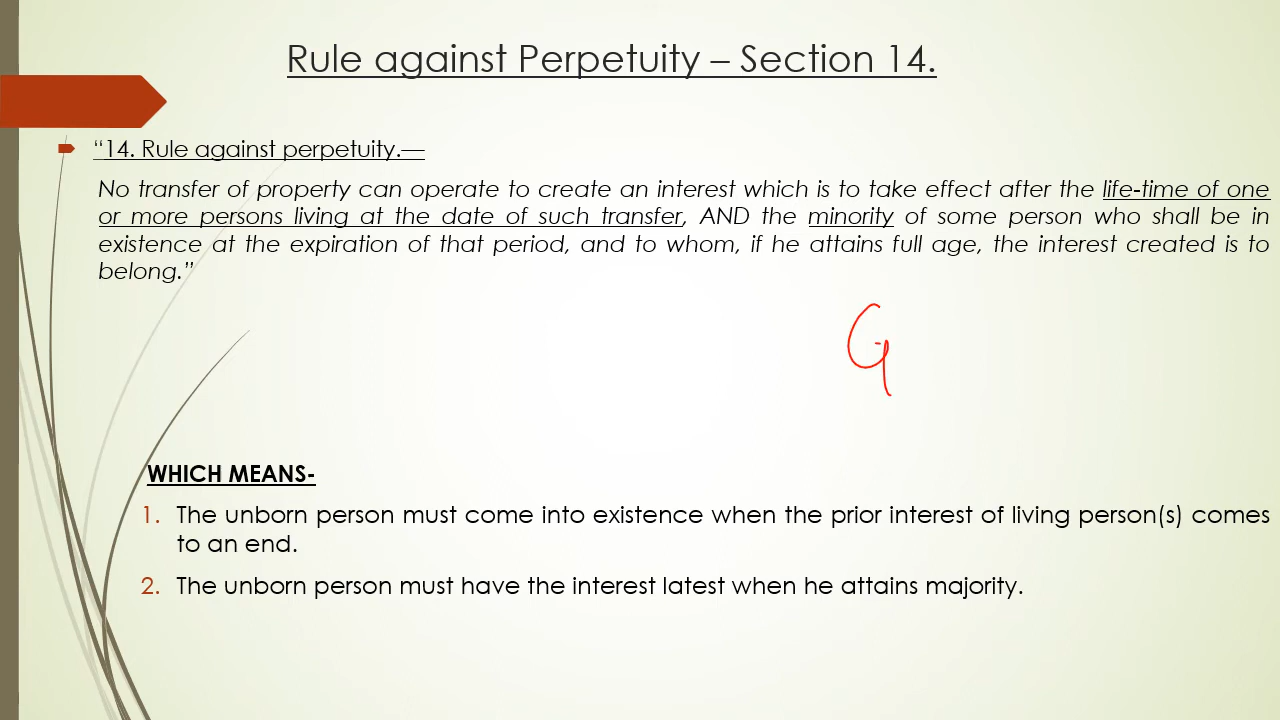 Rule against Perpetuity – Section 14.
“14. Rule against perpetuity.—
No transfer of property can operate to create an interest which is to take effect after the life-time of one
or more persons living at the date of such transfer, AND the minority of some person who shall be in
existence at the expiration of that period, and to whom, if he attains full age, the interest created is to
belong.”
WHICH MEANS-
1. The unborn person must come into existence when the prior interest of living person(s) comes
to an end.
2. The unborn person must have the interest latest when he attains majority.